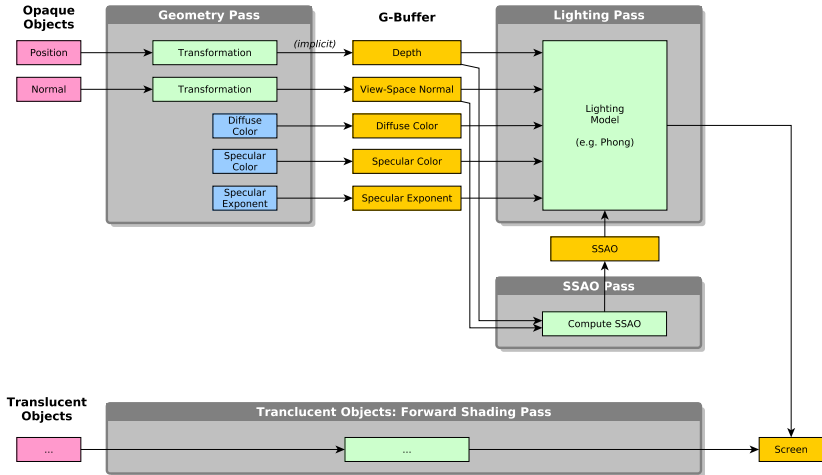 Opaque
Objects
Geometry Pass
G-Buffer
Lighting Pass
Position
Transformation
(implicit)
Depth
Normal
Transformation
View-Space Normal
Diffuse
Color
Diffuse Color
Specular
Color
Specular Color
Specular
Exponent
Specular Exponent
Lighting
Model
(e.g. Phong)
SSAO
SSAO Pass
Compute SSAO
Translucent
Objects
Tranclucent Objects: Forward Shading Pass
...
...
Screen